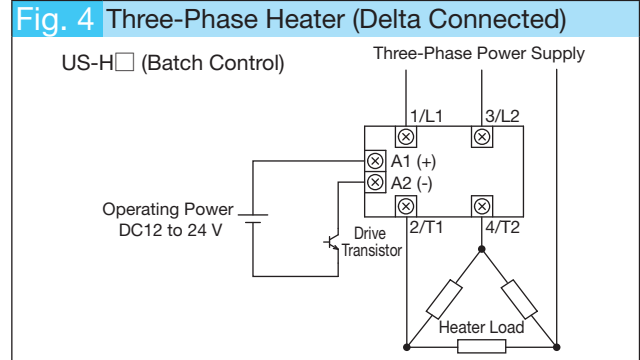 Fig. 4 Three-Phase Heater (Delta Connected)
US-H□ (Batch Control)
Three-Phase Power Supply
1/L1
3/L2
A1 (+)
A2 (-)
Operating Power
DC12 to 24 V
Drive
Transistor
2/T1
4/T2
Heater Load